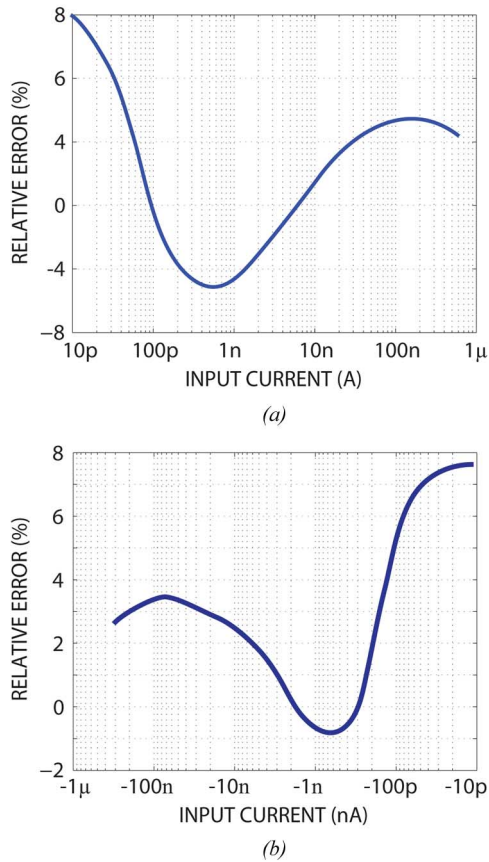 8
6
4
2
0
−4
−8
RELATIVE ERROR (%)
10p 100p 1n 10n 100n 1µ
INPUT CURRENT (A)
(a)
8
6
4
2
0
−2
RELATIVE ERROR (%)
-1µ -100n -10n -1n -100p -10p
INPUT CURRENT (nA)
(b)